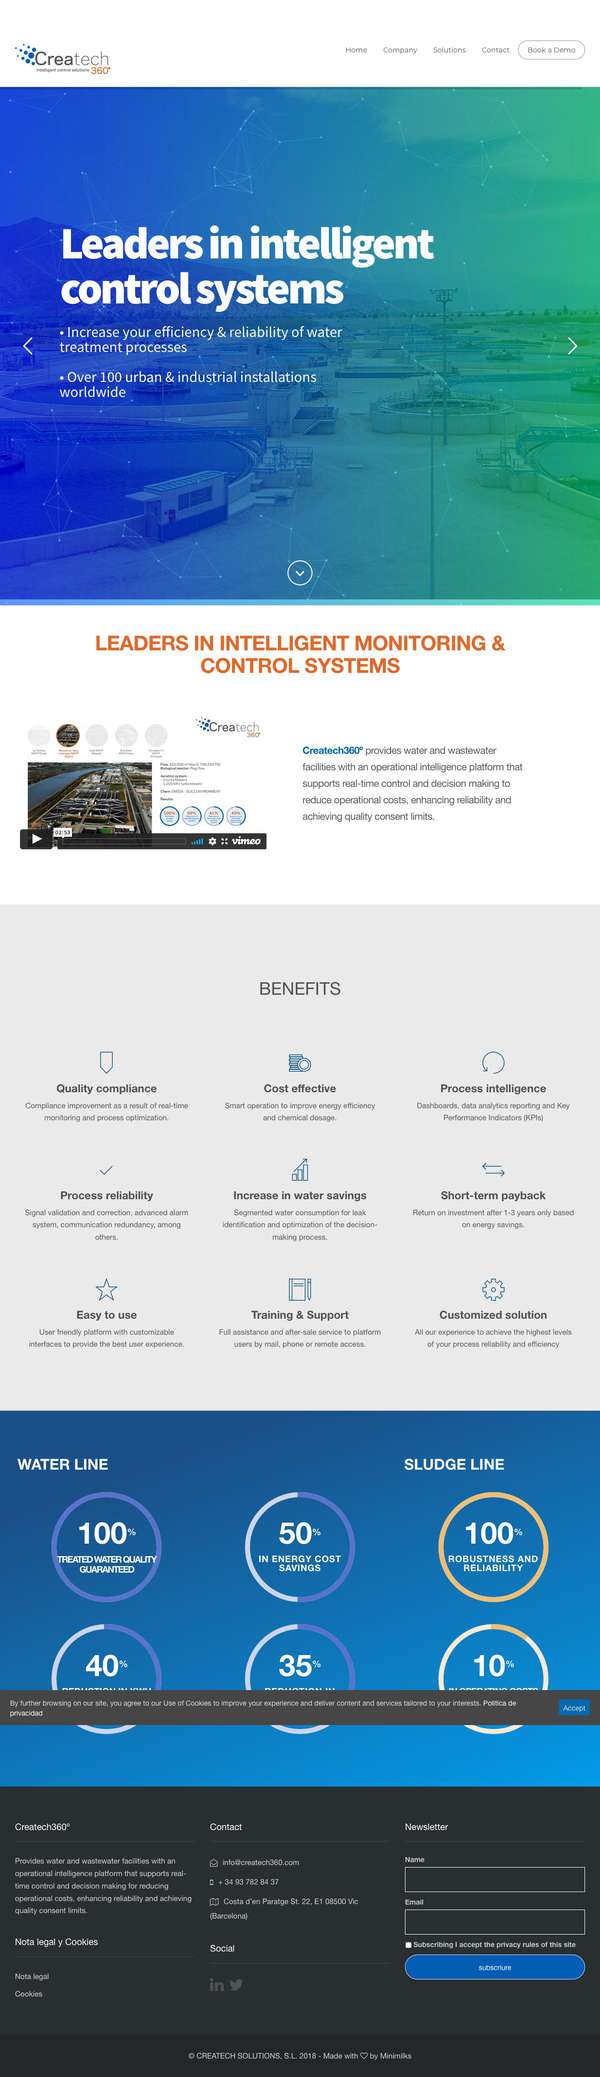 Createch
intelligent control solutions 360º
Home
Company
Solutions
Contact
Book a Demo
Leaders in intelligent
control systems
• Increase your efficiency & reliability of water
treatment processes
• Over 100 urban & industrial installations
worldwide
LEADERS IN INTELLIGENT MONITORING &
CONTROL SYSTEMS
Createch
360º
100%
02:53
vimeo
Createch360º provides water and wastewater
facilities with an operational intelligence platform that
supports real-time control and decision making to
reduce operational costs, enhancing reliability and
achieving quality consent limits.
BENEFITS
Quality compliance
Compliance improvement as a result of real-time
monitoring and process optimization.
Cost effective
Smart operation to improve energy efficiency
and chemical dosage.
Process intelligence
Dashboards, data analytics reporting and Key
Performance Indicators (KPIs)
Process reliability
Signal validation and correction, advanced alarm
system, communication redundancy, among
others.
Increase in water savings
Segmented water consumption for leak
identification and optimization of the decision-
making process.
Short-term payback
Return on investment after 1-3 years only based
on energy savings.
Easy to use
User friendly platform with customizable
interfaces to provide the best user experience.
Training & Support
Full assistance and after-sale service to platform
users by mail, phone or remote access.
Customized solution
All our experience to achieve the highest levels
of your process reliability and efficiency
WATER LINE
SLUDGE LINE
100%
TREATED WATER QUALITY
GUARANTEED
50%
IN ENERGY COST
SAVINGS
100%
ROBUSTNESS AND
RELIABILITY
40%
35%
10%
By further browsing on our site, you agree to our Use of Cookies to improve your experience and deliver content and services tailored to your interests. Política de
privacidad
Accept
Createch360º
Provides water and wastewater facilities with an
operational intelligence platform that supports real-
time control and decision making for reducing
operational costs, enhancing reliability and achieving
quality consent limits.
Nota legal y Cookies
Nota legal
Cookies
Contact
info@createch360.com
+ 34 93 782 84 37
Costa d'en Paratge St. 22, E1 08500 Vic
(Barcelona)
Social
Newsletter
Name
Email
Subscribing I accept the privacy rules of this site
subscriure
© CREATECH SOLUTIONS, S.L. 2018 - Made with ♡ by Minimilks